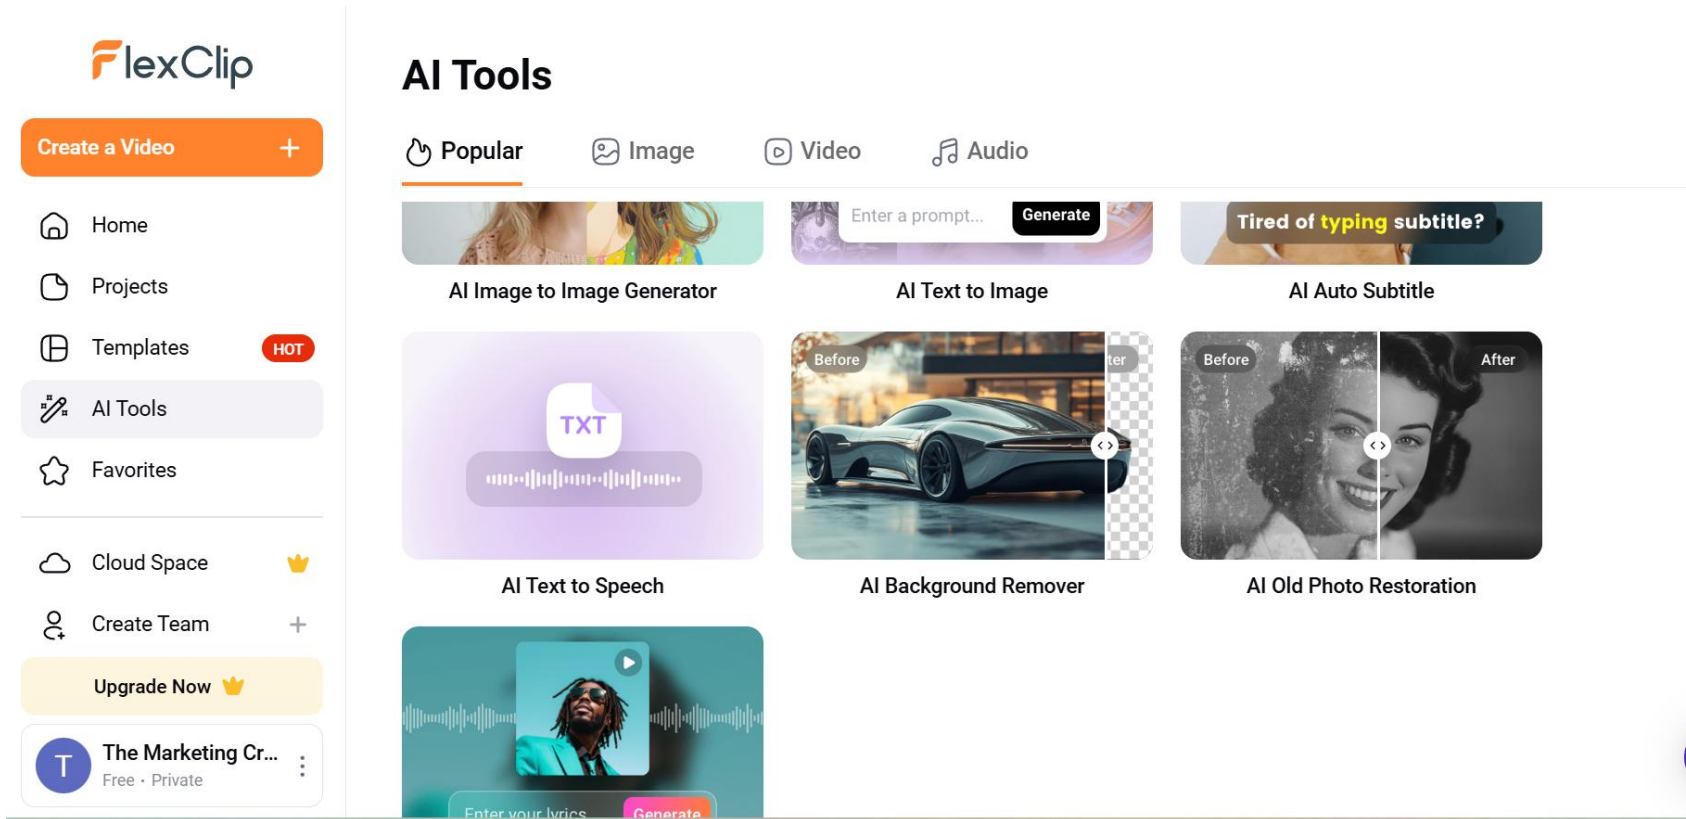 FlexClip
Create a Video
Home
Projects
Templates HOT
AI Tools
Favorites
Cloud Space
Create Team
Upgrade Now
T
The Marketing Cr...
Free • Private
AI Tools
Popular Image Video Audio
Enter a prompt... Generate
Tired of typing subtitle?
AI Image to Image Generator AI Text to Image AI Auto Subtitle
TXT
Before ter
Before After
AI Text to Speech AI Background Remover AI Old Photo Restoration
Enter your lyrics Generate